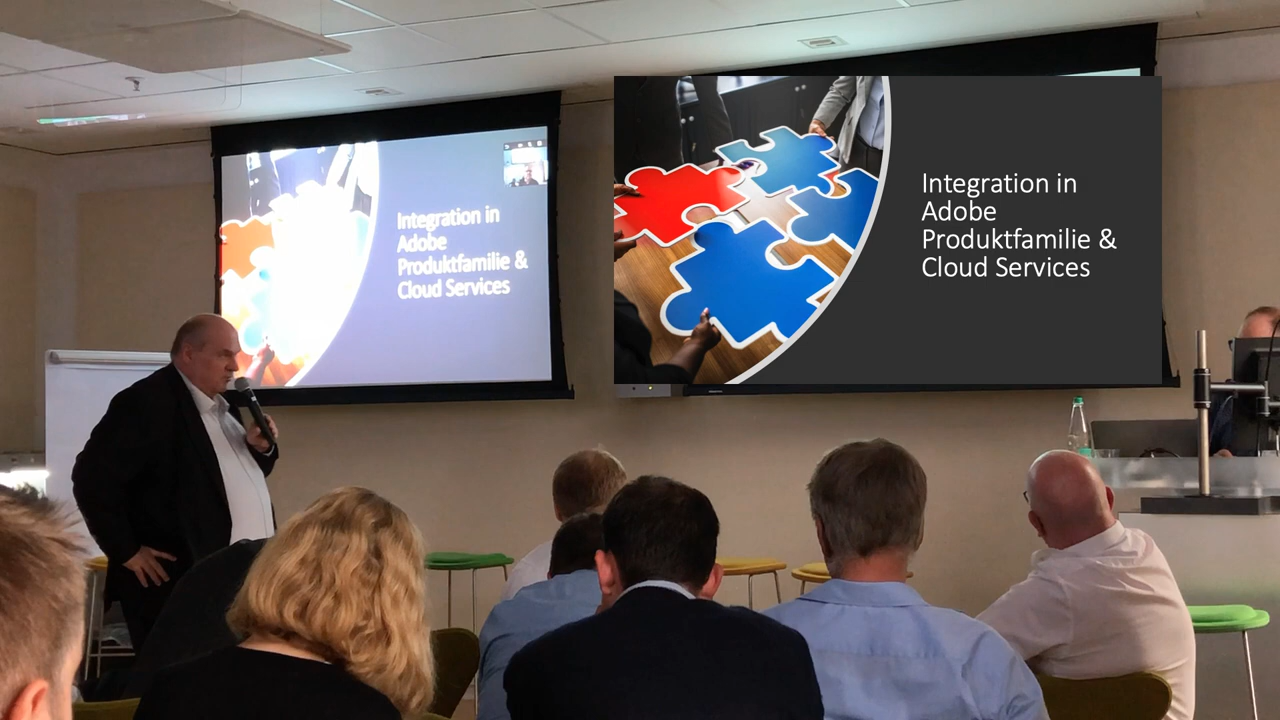 Integration in
Adobe
Produktfamilie &
Cloud Services
Integration in
Adobe
Produktfamilie &
Cloud Services